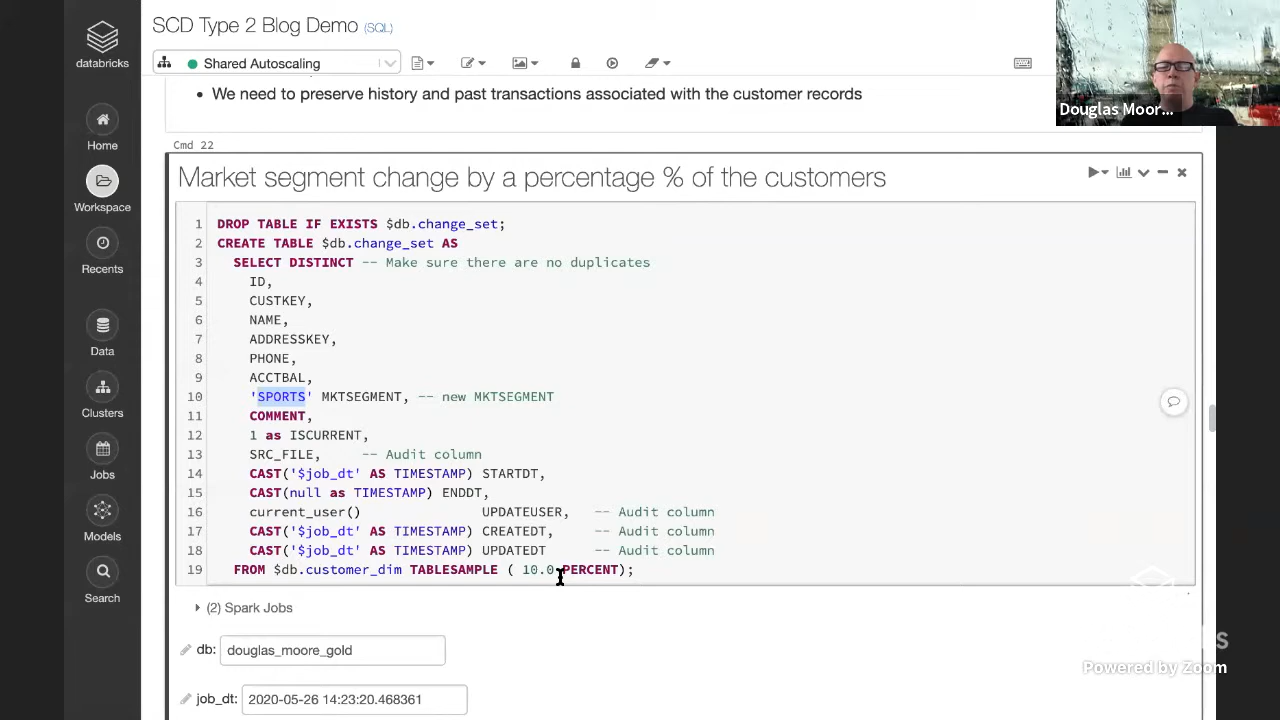 SCD Type 2 Blog Demo (SQL)
databricks
Shared Autoscaling
Home
Workspace
Recents
Data
Clusters
Jobs
Models
Search
Douglas Moor...
• We need to preserve history and past transactions associated with the customer records
Cmd 22
Market segment change by a percentage % of the customers
1 DROP TABLE IF EXISTS $db.change_set;
2 CREATE TABLE $db.change_set AS
3 SELECT DISTINCT -- Make sure there are no duplicates
4 ID,
5 CUSTKEY,
6 NAME,
7 ADDRESSKEY,
8 PHONE,
9 ACCTBAL,
10 'SPORTS' MKTSEGMENT, -- new MKTSEGMENT
11 COMMENT,
12 1 as ISCURRENT,
13 SRC_FILE, -- Audit column
14 CAST('$job_dt' AS TIMESTAMP) STARTDT,
15 CAST(null as TIMESTAMP) ENDDT,
16 current_user() UPDATEUSER, -- Audit column
17 CAST('$job_dt' AS TIMESTAMP) CREATEDT, -- Audit column
18 CAST('$job_dt' AS TIMESTAMP) UPDATEDT -- Audit column
19 FROM $db.customer_dim TABLESAMPLE ( 10.0 PERCENT);
(2) Spark Jobs
db: douglas_moore_gold
job_dt: 2020-05-26 14:23:20.468361
Powered by Zoom